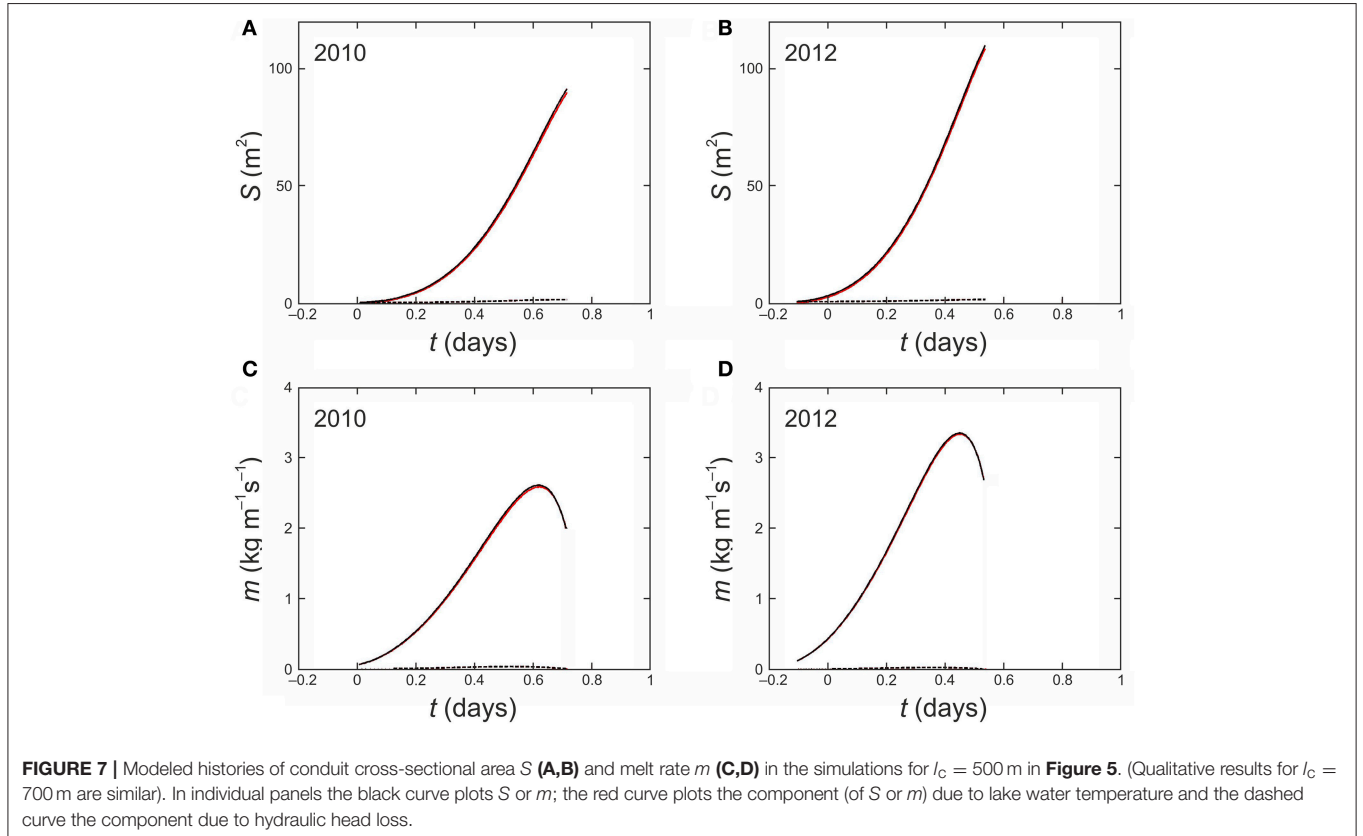 A
2010
100
50
0
S (m²)
–0.2 0 0.2 0.4 0.6 0.8 1
t (days)
B
2012
100
50
0
S (m²)
–0.2 0 0.2 0.4 0.6 0.8 1
t (days)
C
2010
4
3
2
1
0
m (kg m⁻¹s⁻¹)
–0.2 0 0.2 0.4 0.6 0.8 1
t (days)
D
2012
4
3
2
1
0
m (kg m⁻¹s⁻¹)
–0.2 0 0.2 0.4 0.6 0.8 1
t (days)
FIGURE 7 | Modeled histories of conduit cross-sectional area S (A,B) and melt rate m (C,D) in the simulations for lc = 500 m in Figure 5. (Qualitative results for lc =
700 m are similar). In individual panels the black curve plots S or m; the red curve plots the component (of S or m) due to lake water temperature and the dashed
curve the component due to hydraulic head loss.